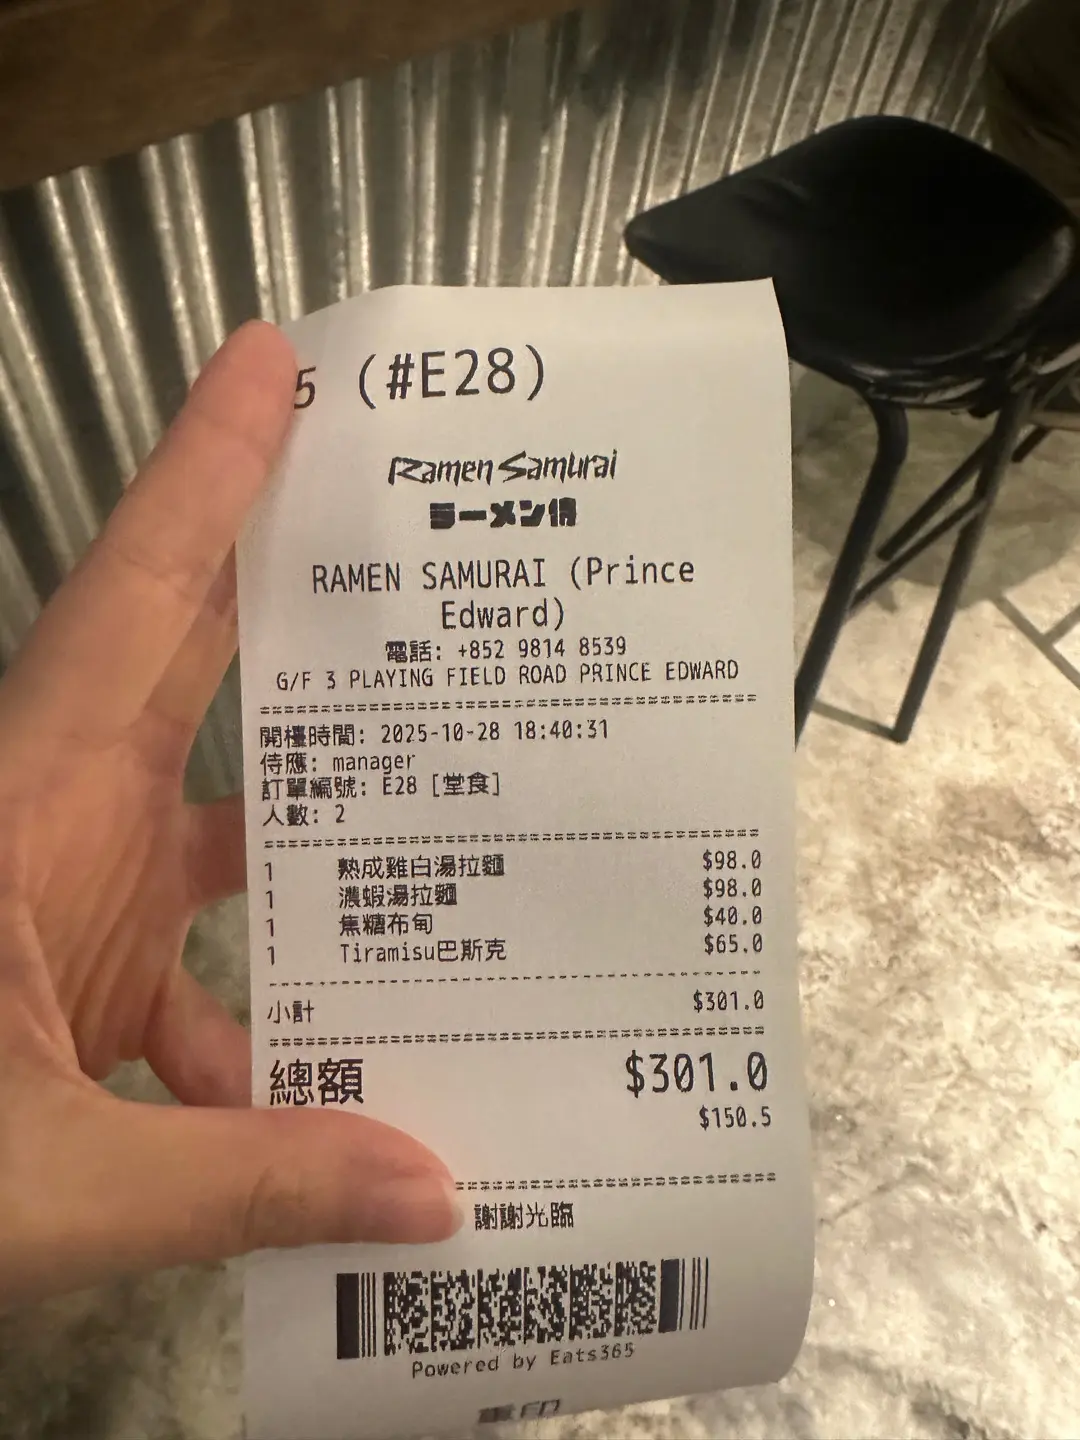 5 (#E28)
Ramen Samurai
ラーメン侍
RAMEN SAMURAI (Prince
Edward)
電話: +852 9814 8539
G/F 3 PLAYING FIELD ROAD PRINCE EDWARD
開檯時間: 2025-10-28 18:40:31
侍應: manager
訂單編號: E28 [堂食]
人數: 2
1 熟成雞白湯拉麵 $98.0
1 濃蝦湯拉麵 $98.0
1 焦糖布甸 $40.0
1 Tiramisu巴斯克 $65.0
小計 $301.0
總額 $301.0
$150.5
謝謝光臨
Powered by Eats365
重印